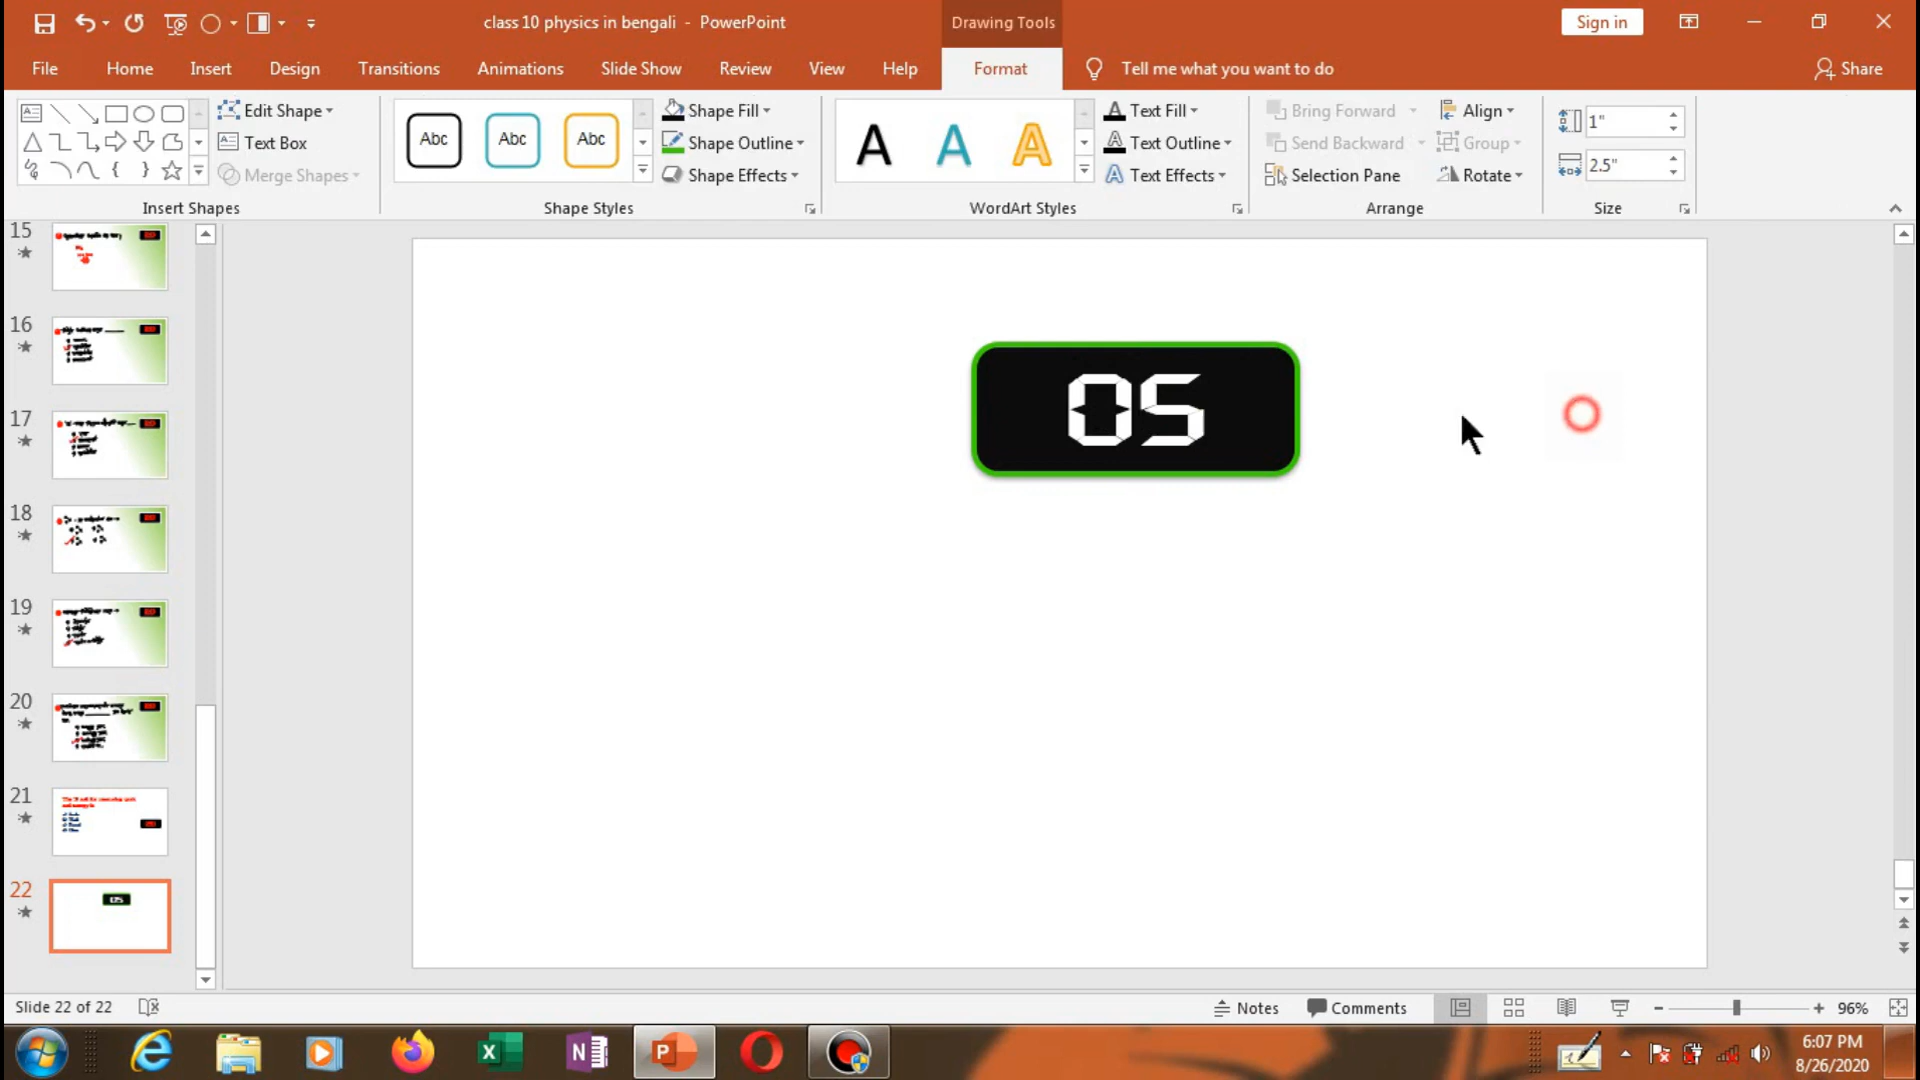 class 10 physics in bengali - PowerPoint
Drawing Tools
Sign in
File
Home
Insert
Design
Transitions
Animations
Slide Show
Review
View
Help
Format
Tell me what you want to do
Share
Edit Shape
Text Box
Merge Shapes
Insert Shapes
Abc
Abc
Abc
Shape Fill
Shape Outline
Shape Effects
Shape Styles
A
A
A
Text Fill
Text Outline
Text Effects
WordArt Styles
Bring Forward
Send Backward
Selection Pane
Align
Group
Rotate
Arrange
1"
2.5"
Size
15
16
17
18
19
20
21
22
05
05
Slide 22 of 22
Notes
Comments
96%
6:07 PM
8/26/2020